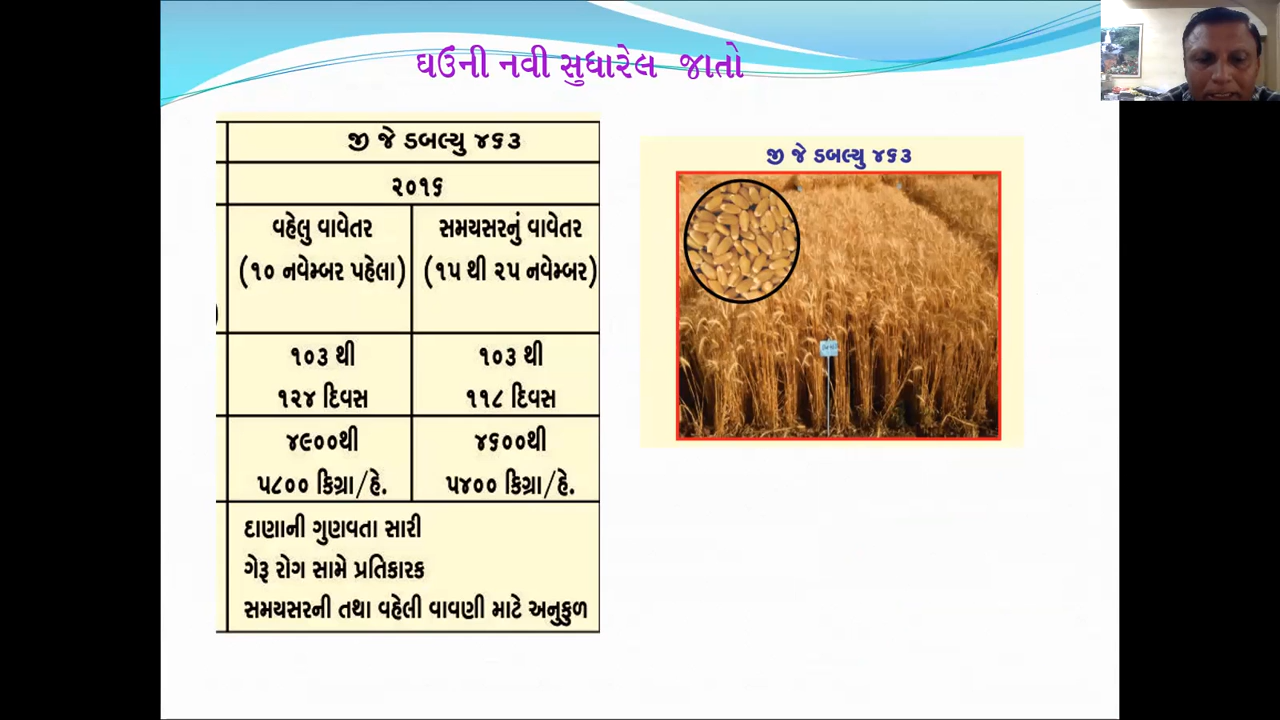 ઘઉંની નવી સુધારેલ જાતો
જી જે ડબલ્યુ ૪૬૩
૨૦૧૬
વહેલુ વાવેતર
(૧૦ નવેમ્બર પહેલા)
સમયસરનું વાવેતર
(૧૫ થી ૨૫ નવેમ્બર)
૧૦૩ થી
૧૨૪ દિવસ
૧૦૩ થી
૧૧૮ દિવસ
૪૯૦૦થી
૫૮૦૦ કિગ્રા/હે.
૪૬૦૦થી
૫૪૦૦ કિગ્રા/હે.
દાણાની ગુણવતા સારી
ગેરૂ રોગ સામે પ્રતિકારક
સમયસરની તથા વહેલી વાવણી માટે અનુકુળ
જી જે ડબલ્યુ ૪૬૩